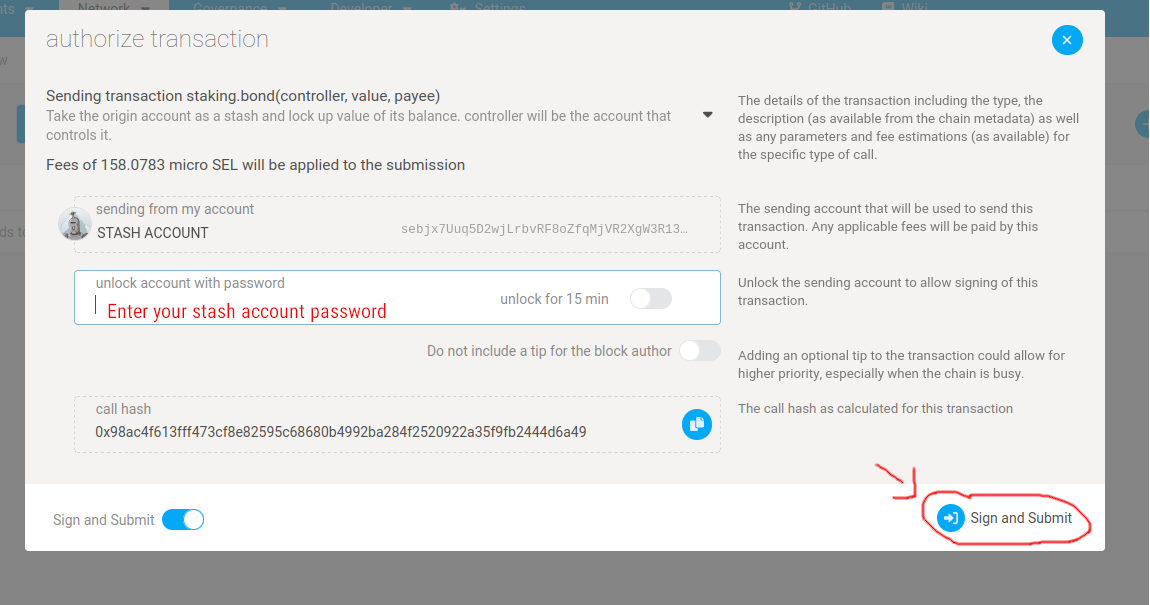 nts Network Governance Developer Settings GitHub Wiki
authorize transaction
w
Sending transaction staking.bond(controller, value, payee)
Take the origin account as a stash and lock up value of its balance. controller will be the account that
controls it.
The details of the transaction including the type, the
description (as available from the chain metadata) as well
as any parameters and fee estimations (as available) for
the specific type of call.
Fees of 158.0783 micro SEL will be applied to the submission
sending from my account
STASH ACCOUNT sebjx7Uuq5D2wjLrbvRF8oZfqMjVR2XgW3R13…
The sending account that will be used to send this
transaction. Any applicable fees will be paid by this
account.
ds to
unlock account with password
Enter your stash account password
unlock for 15 min
Unlock the sending account to allow signing of this
transaction.
Do not include a tip for the block author
Adding an optional tip to the transaction could allow for
higher priority, especially when the chain is busy.
call hash
0x98ac4f613fff473cf8e82595c68680b4992ba284f2520922a35f9fb2444d6a49
The call hash as calculated for this transaction
Sign and Submit
Sign and Submit